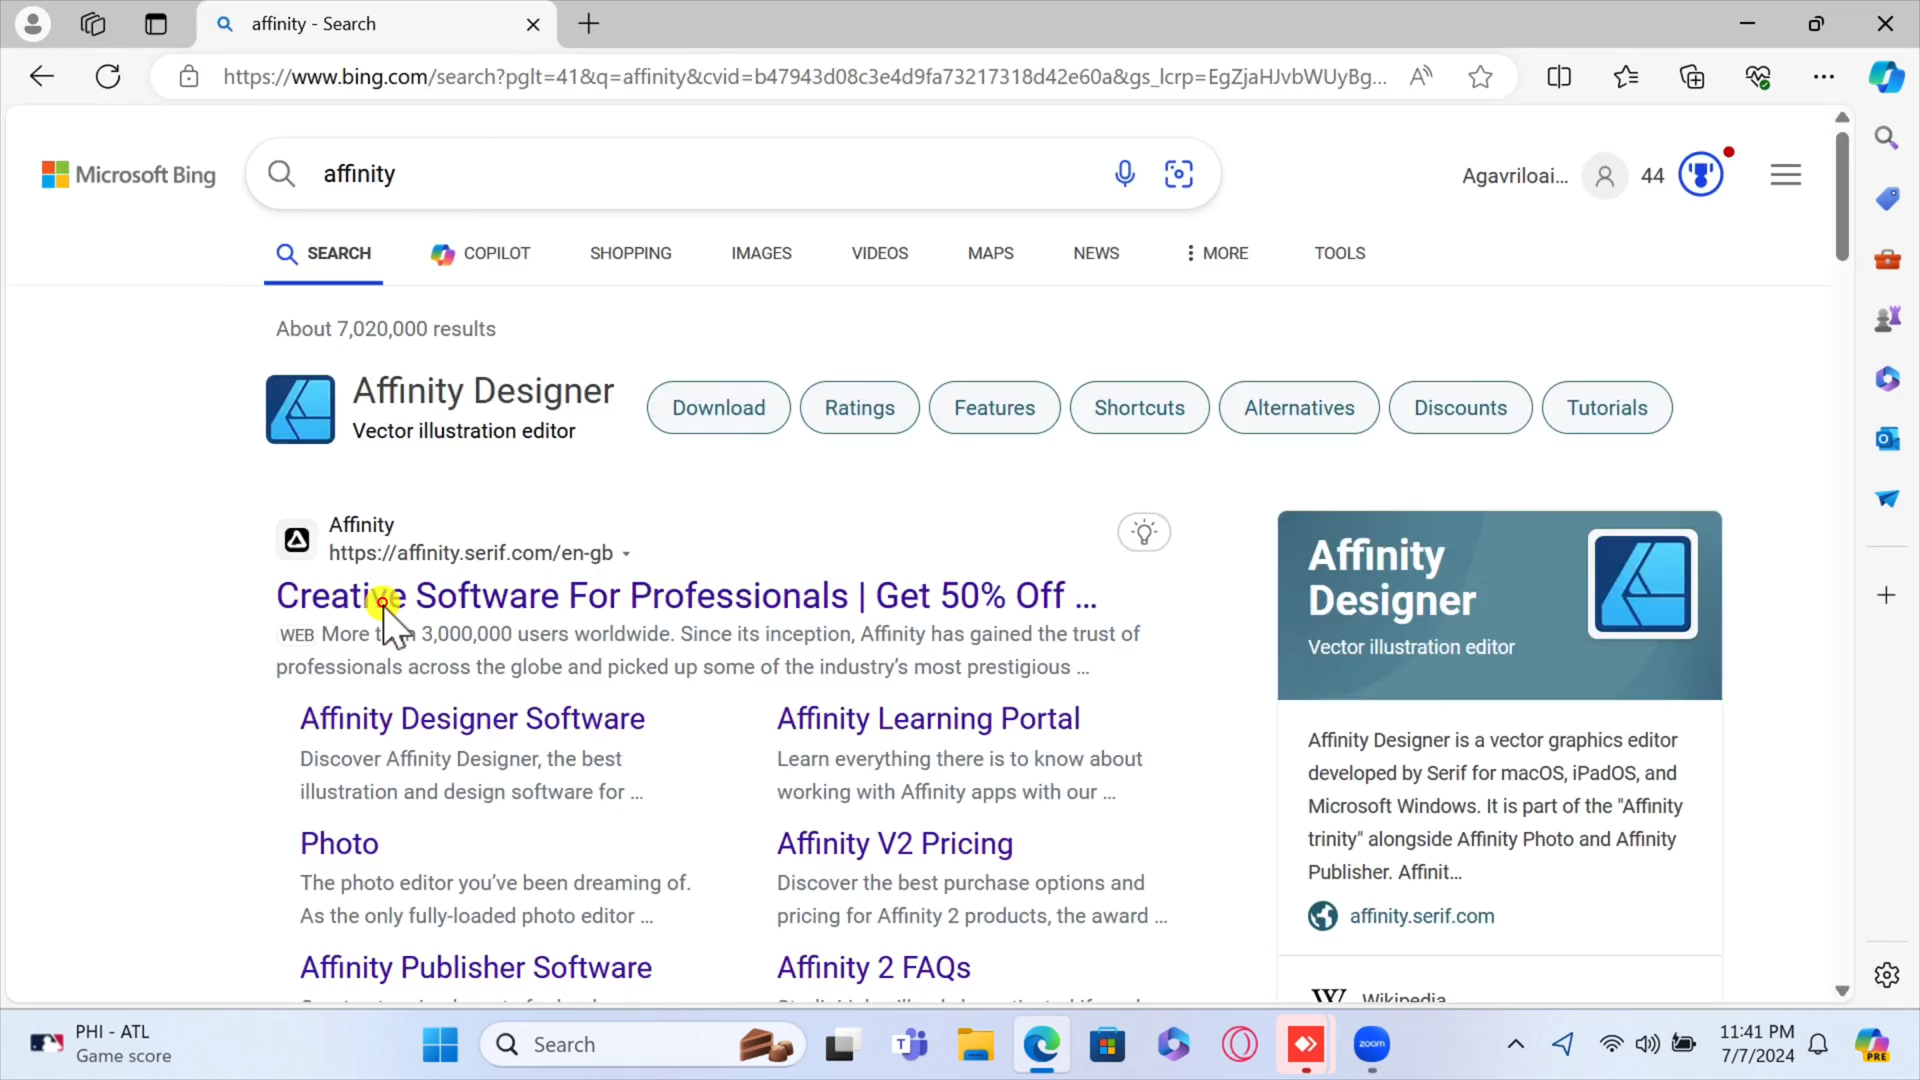 affinity - Search
https://www.bing.com/search?pglt=41&q=affinity&cvid=b47943d08c3e4d9fa73217318d42e60a&gs_lcrp=EgZjaHJvbWUyBg...
Microsoft Bing
affinity
Agavriloai...
44
SEARCH
COPILOT
SHOPPING
IMAGES
VIDEOS
MAPS
NEWS
MORE
TOOLS
About 7,020,000 results
Affinity Designer
Vector illustration editor
Download
Ratings
Features
Shortcuts
Alternatives
Discounts
Tutorials
Affinity
https://affinity.serif.com/en-gb
Creative Software For Professionals | Get 50% Off ...
WEB More than 3,000,000 users worldwide. Since its inception, Affinity has gained the trust of
professionals across the globe and picked up some of the industry's most prestigious ...
Affinity Designer Software
Discover Affinity Designer, the best
illustration and design software for ...
Affinity Learning Portal
Learn everything there is to know about
working with Affinity apps with our ...
Photo
The photo editor you've been dreaming of.
As the only fully-loaded photo editor ...
Affinity V2 Pricing
Discover the best purchase options and
pricing for Affinity 2 products, the award ...
Affinity Publisher Software
Affinity 2 FAQs
Affinity
Designer
Vector illustration editor
Affinity Designer is a vector graphics editor
developed by Serif for macOS, iPadOS, and
Microsoft Windows. It is part of the "Affinity
trinity" alongside Affinity Photo and Affinity
Publisher. Affinit...
affinity.serif.com
W Wikipedia
PHI - ATL
Game score
Search
zoom
11:41 PM
7/7/2024
PRE